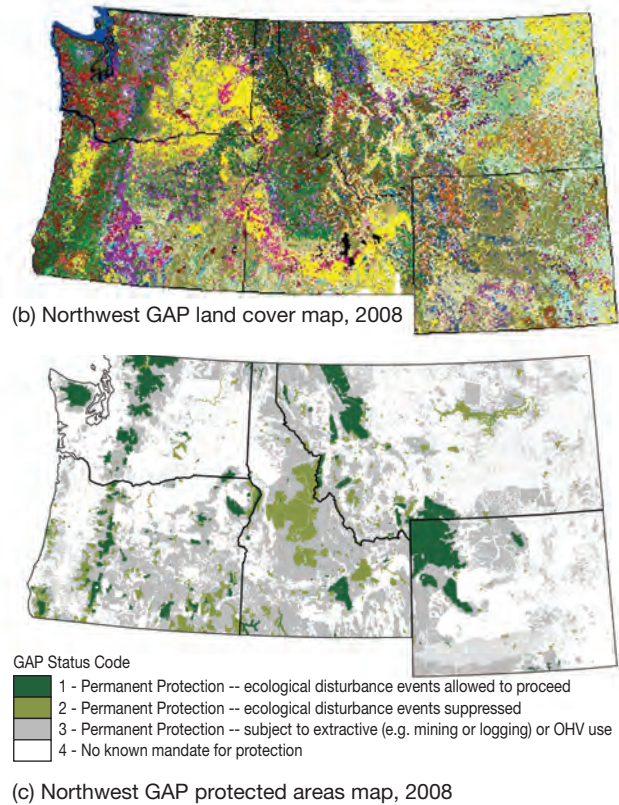 (b) Northwest GAP land cover map, 2008
GAP Status Code
1 - Permanent Protection -- ecological disturbance events allowed to proceed
2 - Permanent Protection -- ecological disturbance events suppressed
3 - Permanent Protection -- subject to extractive (e.g. mining or logging) or OHV use
4 - No known mandate for protection
(c) Northwest GAP protected areas map, 2008